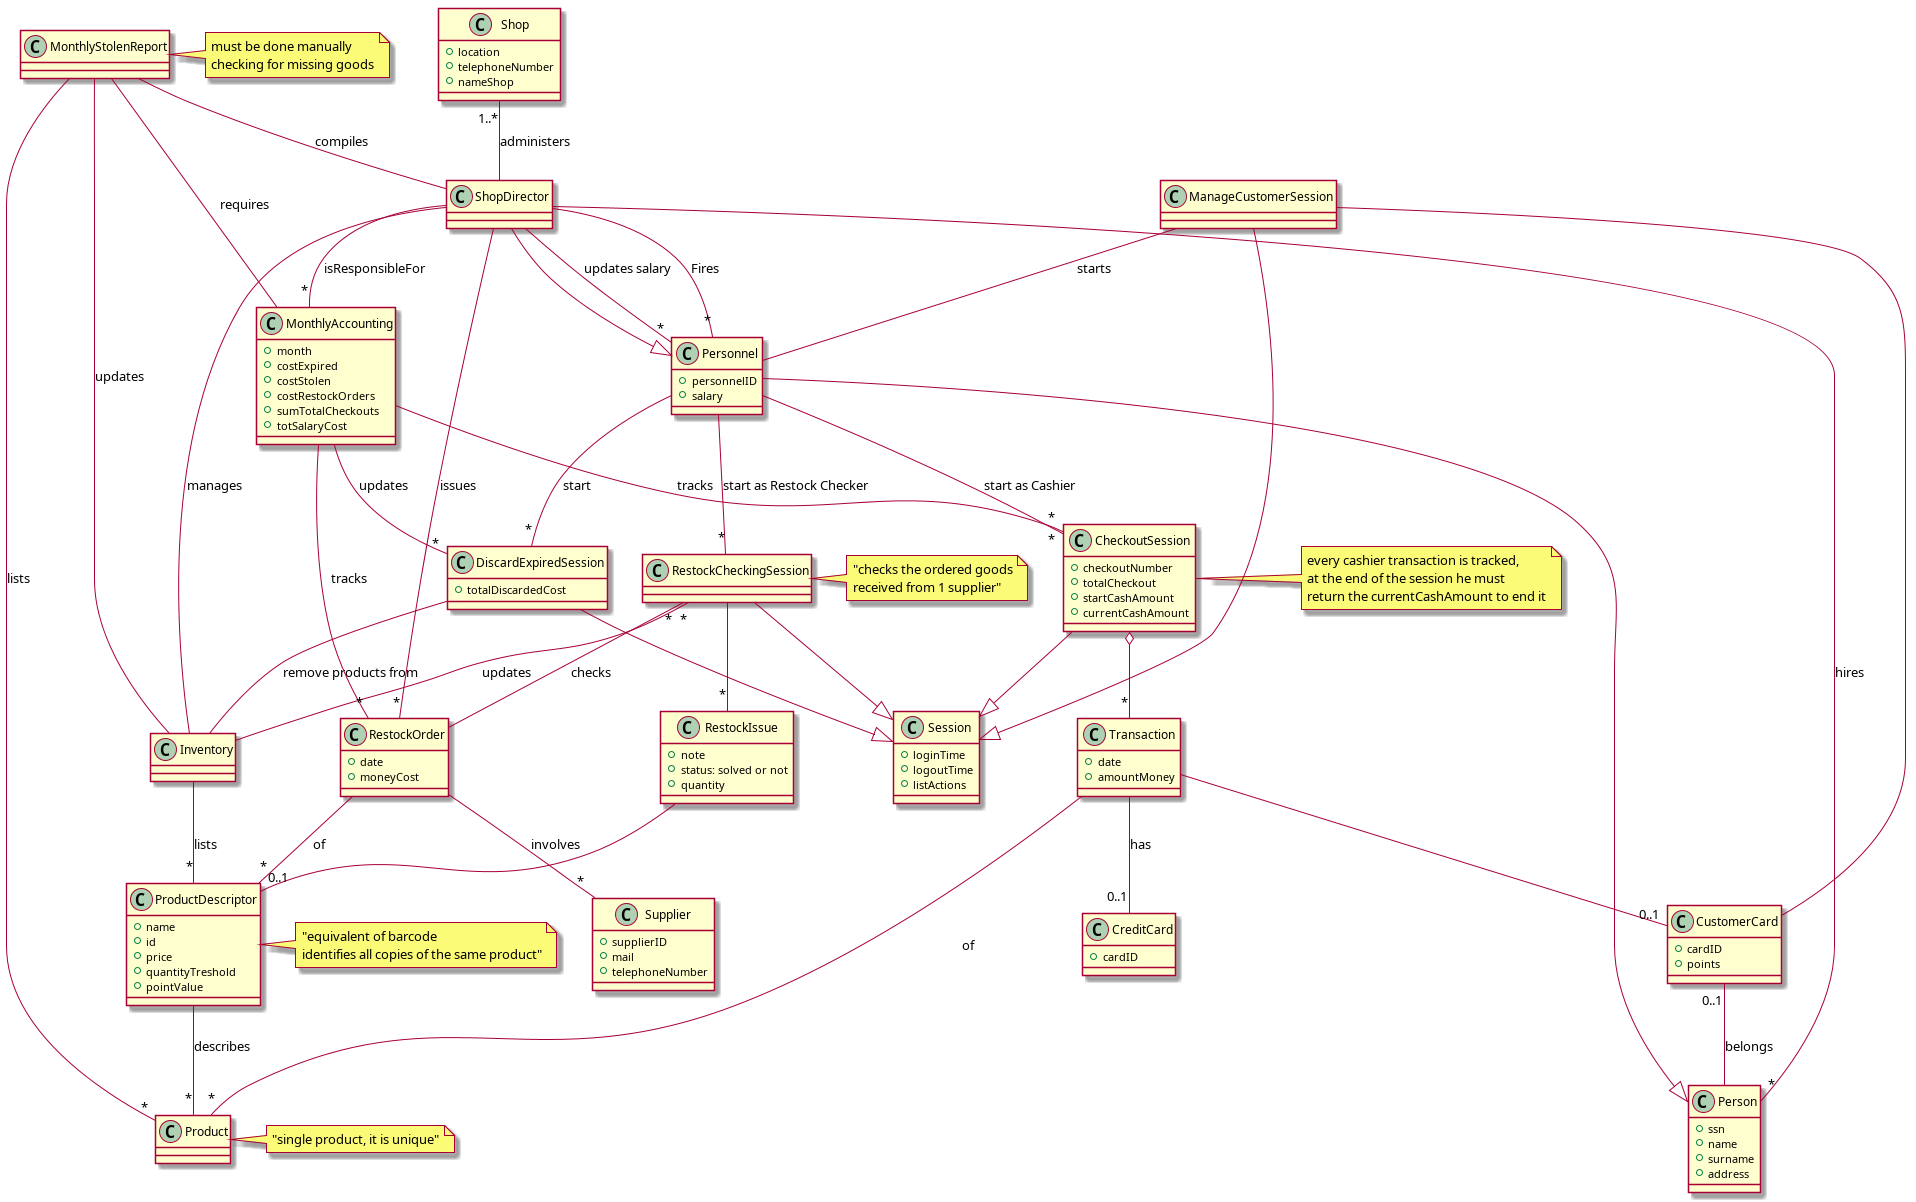 C Shop
location
telephoneNumber
nameShop
C MonthlyStolenReport
must be done manually
checking for missing goods
1..*
compiles
administers
C ShopDirector
C ManageCustomerSession
requires
isResponsibleFor
updates salary
Fires
starts
*
C MonthlyAccounting
month
costExpired
costStolen
costRestockOrders
sumTotalCheckouts
totSalaryCost
*
*
C Personnel
personnelID
salary
updates
manages
updates
issues
start
tracks
start as Restock Checker
start as Cashier
*
*
*
*
*
C DiscardExpiredSession
totalDiscardedCost
C RestockCheckingSession
"checks the ordered goods
received from 1 supplier"
C CheckoutSession
checkoutNumber
totalCheckout
startCashAmount
currentCashAmount
every cashier transaction is tracked,
at the end of the session he must
return the currentCashAmount to end it
lists
tracks
*
*
remove products from
updates
checks
hires
*
*
*
*
C Inventory
C RestockOrder
date
moneyCost
C RestockIssue
note
status: solved or not
quantity
C Session
loginTime
logoutTime
listActions
C Transaction
date
amountMoney
lists
of
involves
has
*
*
0..1
*
0..1
0..1
C ProductDescriptor
name
id
price
quantityTreshold
pointValue
"equivalent of barcode
identifies all copies of the same product"
C Supplier
supplierID
mail
telephoneNumber
of
C CreditCard
cardID
C CustomerCard
cardID
points
0..1
describes
belongs
*
*
*
*
C Product
"single product, it is unique"
C Person
ssn
name
surname
address